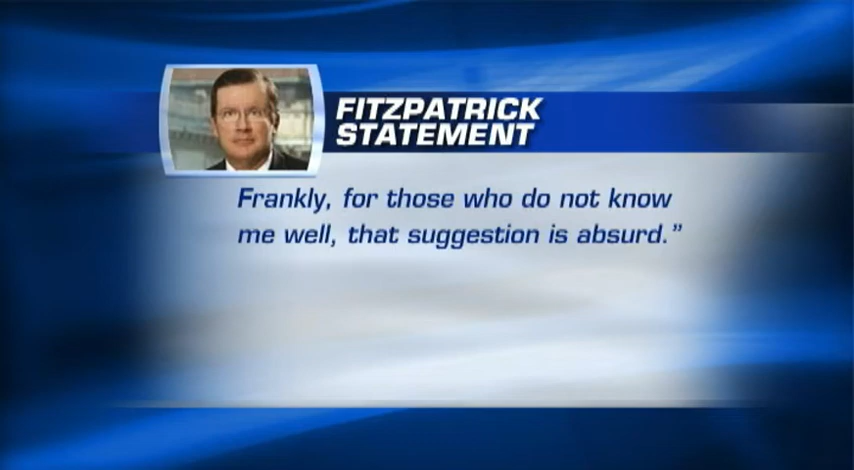 FITZPATRICK
STATEMENT
Frankly, for those who do not know
me well, that suggestion is absurd.”